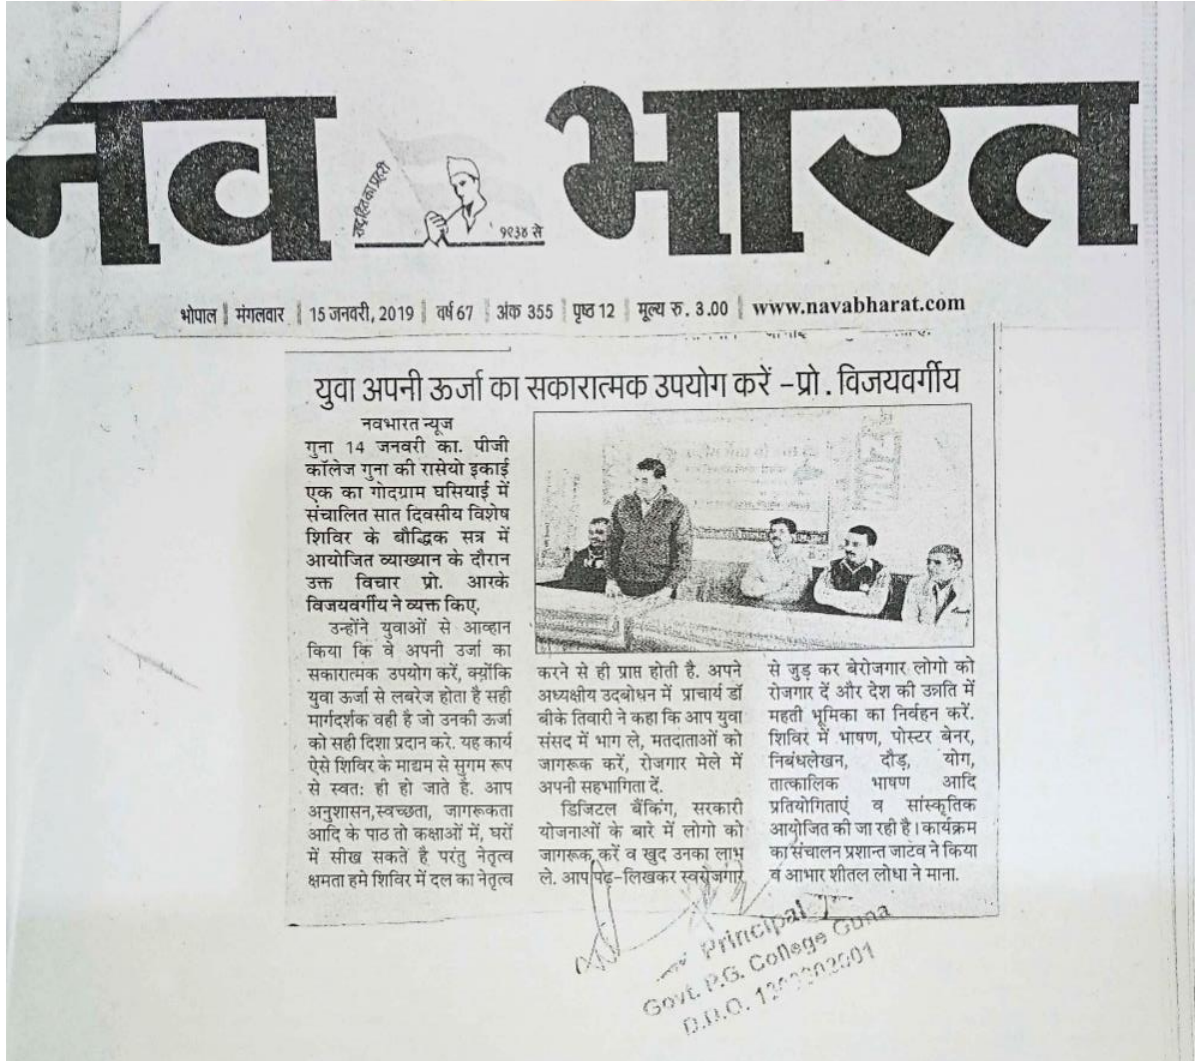 नव भारत
राष्ट्र हित का प्रहरी
१९३४ से
भोपाल | मंगलवार | 15 जनवरी, 2019 | वर्ष 67 | अंक 355 | पृष्ठ 12 | मूल्य रु. 3.00 | www.navabharat.com
युवा अपनी ऊर्जा का सकारात्मक उपयोग करें -प्रो. विजयवर्गीय
नवभारत न्यूज
गुना 14 जनवरी का. पीजी
कॉलेज गुना की रासेयो इकाई
एक का गोदग्राम घसियाई में
संचालित सात दिवसीय विशेष
शिविर के बौद्धिक सत्र में
आयोजित व्याख्यान के दौरान
उक्त विचार प्रो. आरके
विजयवर्गीय ने व्यक्त किए.
उन्होंने युवाओं से आव्हान
किया कि वे अपनी उर्जा का
सकारात्मक उपयोग करें, क्योंकि
युवा ऊर्जा से लबरेज होता है सही
मार्गदर्शक वही है जो उनकी ऊर्जा
को सही दिशा प्रदान करे. यह कार्य
ऐसे शिविर के माद्यम से सुगम रूप
से स्वतः ही हो जाते है. आप
अनुशासन,स्वच्छता, जागरूकता
आदि के पाठ तो कक्षाओं में, घरों
में सीख सकते है परंतु नेतृत्व
क्षमता हमे शिविर में दल का नेतृत्व
करने से ही प्राप्त होती है. अपने
अध्यक्षीय उदबोधन में प्राचार्य डॉ
बीके तिवारी ने कहा कि आप युवा
संसद में भाग ले, मतदाताओं को
जागरूक करें, रोजगार मेले में
अपनी सहभागिता दें.
डिजिटल बैंकिंग, सरकारी
योजनाओं के बारे में लोगो को
जागरूक करें व खुद उनका लाभ
ले. आप पढ़-लिखकर स्वरोजगार
से जुड़ कर बेरोजगार लोगो को
रोजगार दें और देश की उन्नति में
महती भूमिका का निर्वहन करें.
शिविर में भाषण, पोस्टर बेनर,
निबंधलेखन, दौड़, योग,
तात्कालिक भाषण आदि
प्रतियोगिताएं व सांस्कृतिक
आयोजित की जा रही है। कार्यक्रम
का संचालन प्रशान्त जाटव ने किया
व आभार शीतल लोधा ने माना.
Principal
Govt. P.G. College Guna
D.D.O.